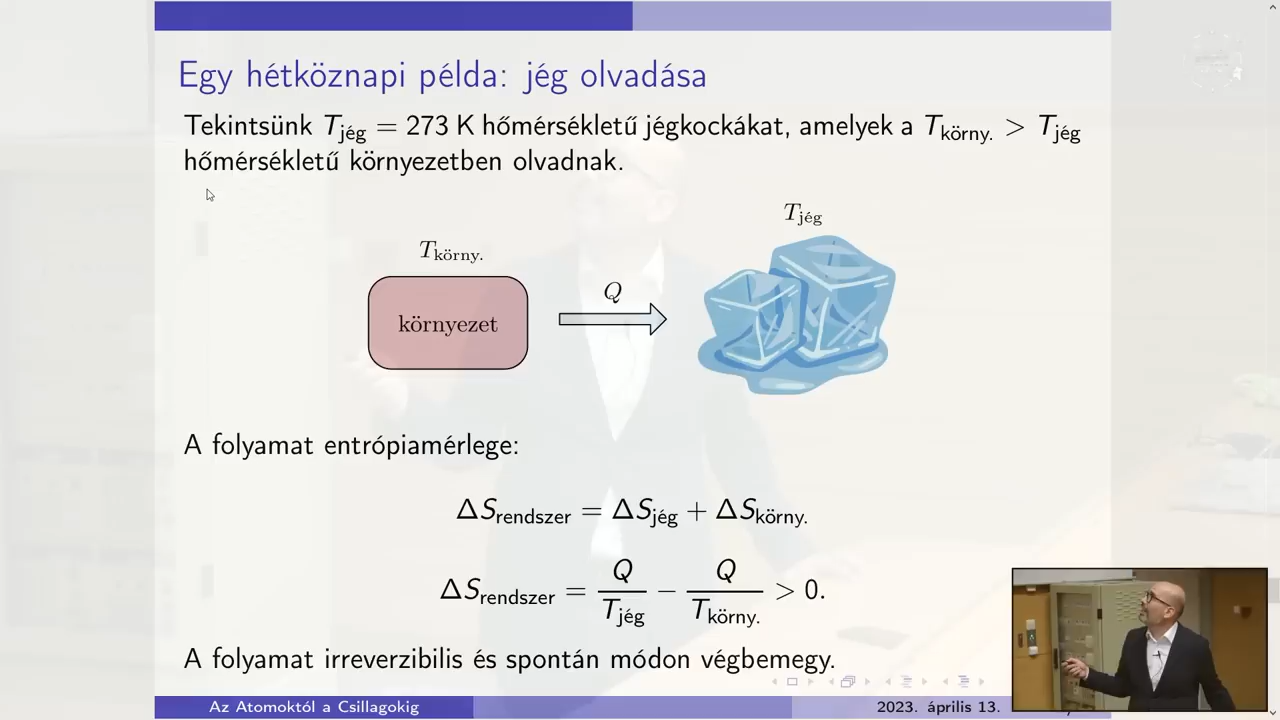 Egy hétköznapi példa: jég olvadása
Tekintsünk T_jég = 273 K hőmérsékletű jégkockákat, amelyek a T_körny. > T_jég
hőmérsékletű környezetben olvadnak.
T_jég
T_körny.
Q
környezet
A folyamat entrópiamérlege:
ΔS_rendszer = ΔS_jég + ΔS_körny.
ΔS_rendszer = Q/T_jég − Q/T_körny. > 0.
A folyamat irreverzibilis és spontán módon végbemegy.
Az Atomoktól a Csillagokig
2023. április 13.